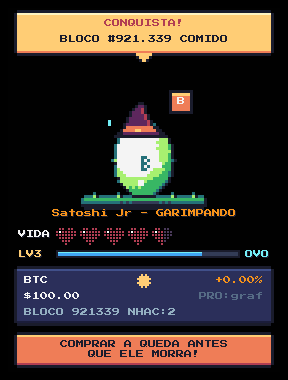 CONQUISTA!
BLOCO #921.339 COMIDO
B
B
Satoshi Jr - GARIMPANDO
VIDA
LV3 OVO
BTC +0.00%
$100.00 PRO:graf
BLOCO 921339 NHAC:2
COMPRAR A QUEDA ANTES
QUE ELE MORRA!